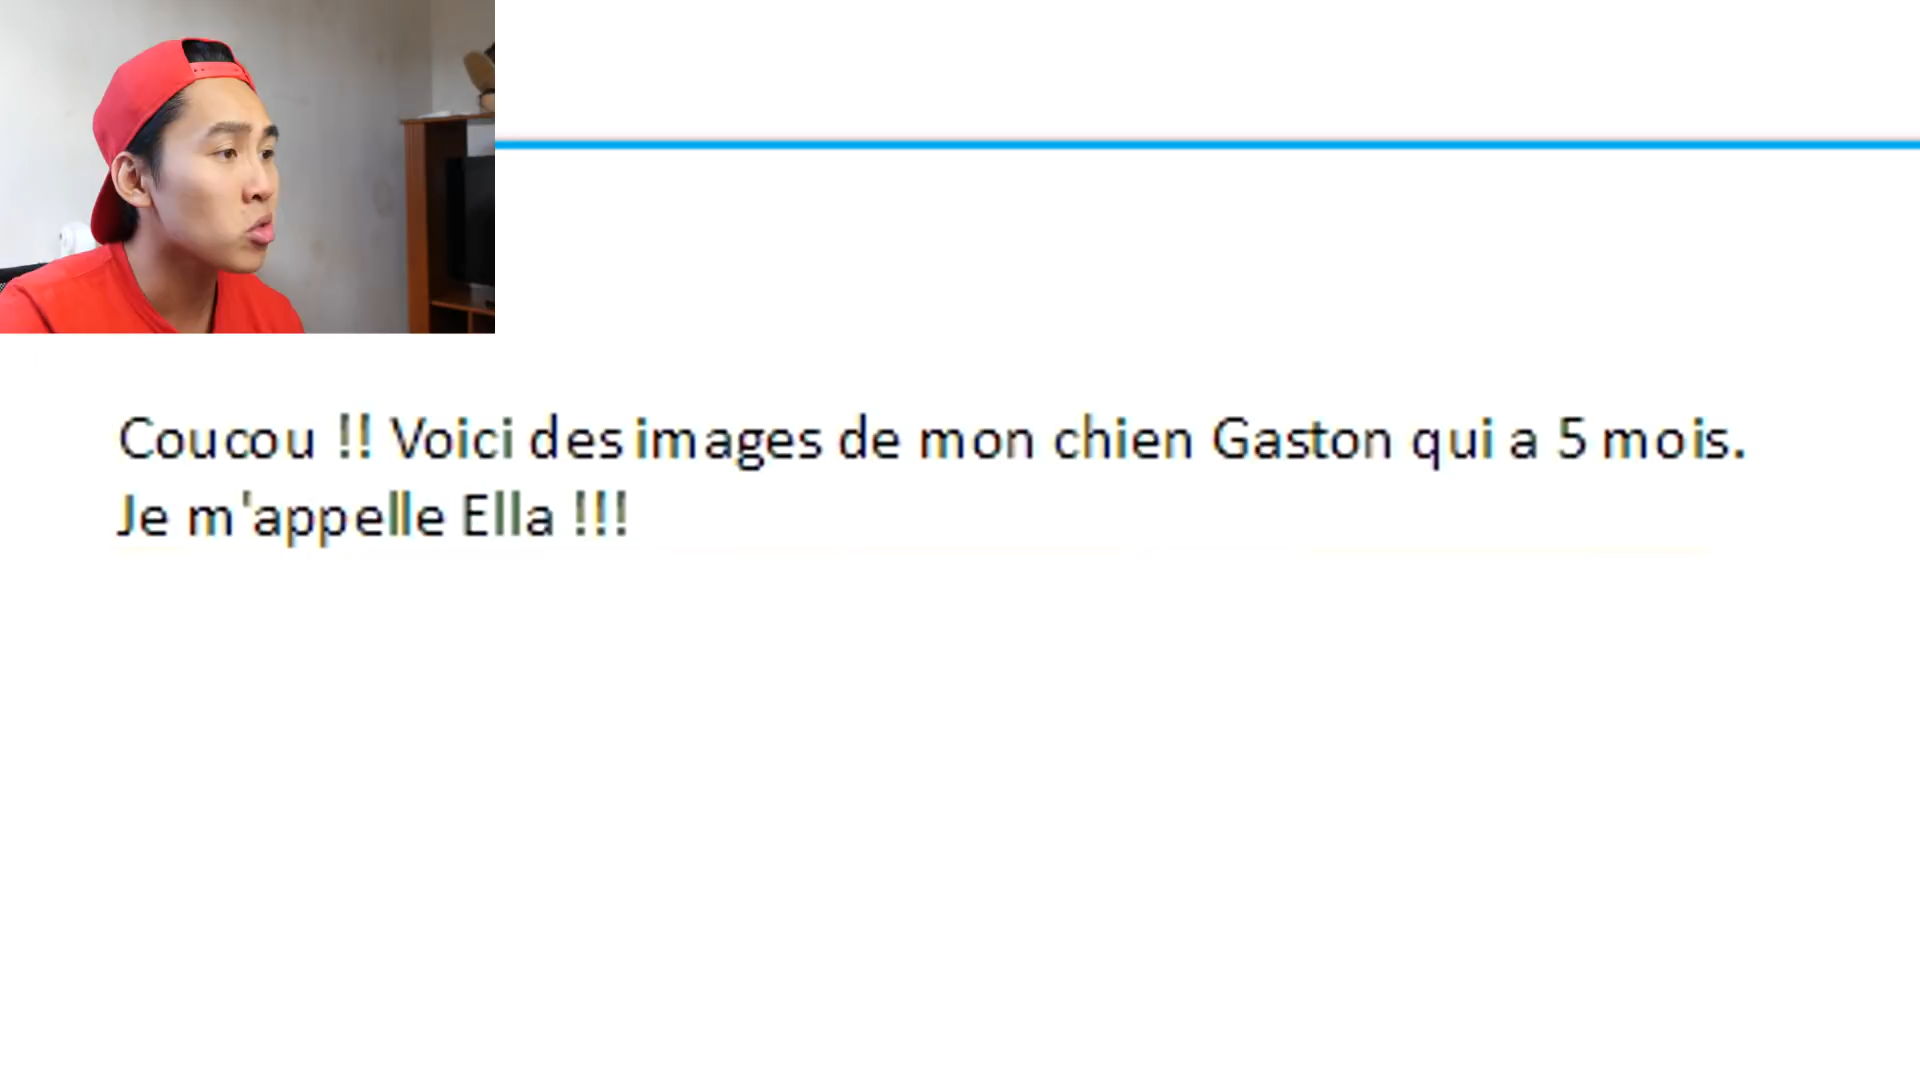 Coucou !! Voici des images de mon chien Gaston qui a 5 mois.
Je m'appelle Ella !!!